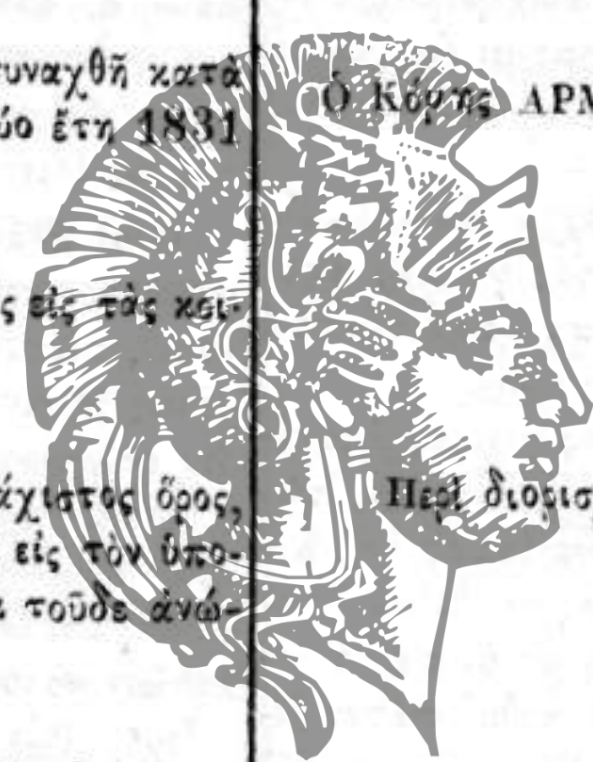 συναχθῆ κατὰ
ύο ἔτη 1831
ς εἰς τὰς κοι-
άχιστος ὅρος,
εἰς τὸν ὑπο-
τοῦδε ἀνώ-
Ὁ Κόμης ΑΡΜ
Περὶ διορισ